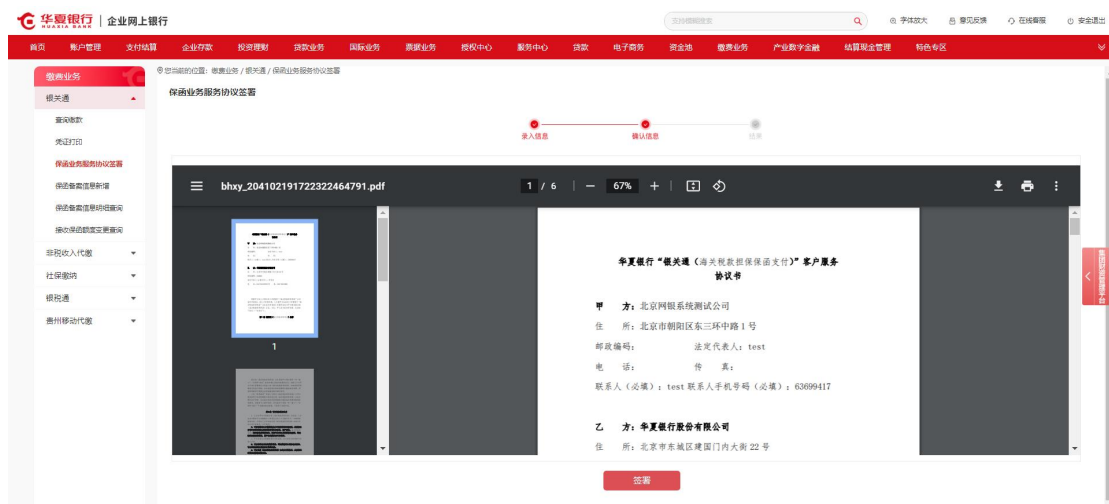 华夏银行 企业网上银行
HUAXIA BANK
支持模糊搜索
字体放大 意见反馈 在线客服 安全退出
首页 账户管理 支付结算 企业存款 投资理财 贷款业务 国际业务 票据业务 授权中心 服务中心 贷款 电子商务 资金池 缴费业务 产业数字金融 结算现金管理 特色专区
缴费业务
银关通
查询缴款
凭证打印
保函业务服务协议签署
保函备案信息新增
保函备案信息明细查询
接收保函额度变更查询
非税收入代缴
社保缴纳
银税通
贵州移动代缴
您当前的位置：缴费业务 / 银关通 / 保函业务服务协议签署
保函业务服务协议签署
录入信息 确认信息 结果
bhxy_204102191722322464791.pdf 1 / 6 67%
1
华夏银行“银关通（海关税款担保保函支付）”客户服务
协议书
甲 方：北京网银系统测试公司
住 所：北京市朝阳区东三环中路 1 号
邮政编码： 法定代表人：test
电 话： 传 真：
联系人（必填）：test 联系人手机号码（必填）：63699417
乙 方：华夏银行股份有限公司
住 所：北京市东城区建国门内大街 22 号
签署
集团财资管理平台